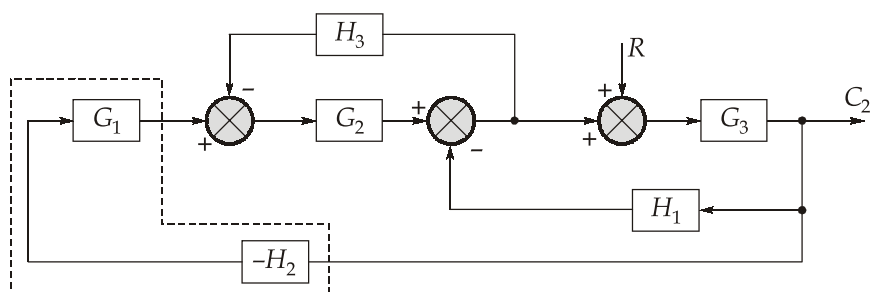 H3
R
G1
G2
G3
C2
H1
–H2
+
–
+
–
+
+